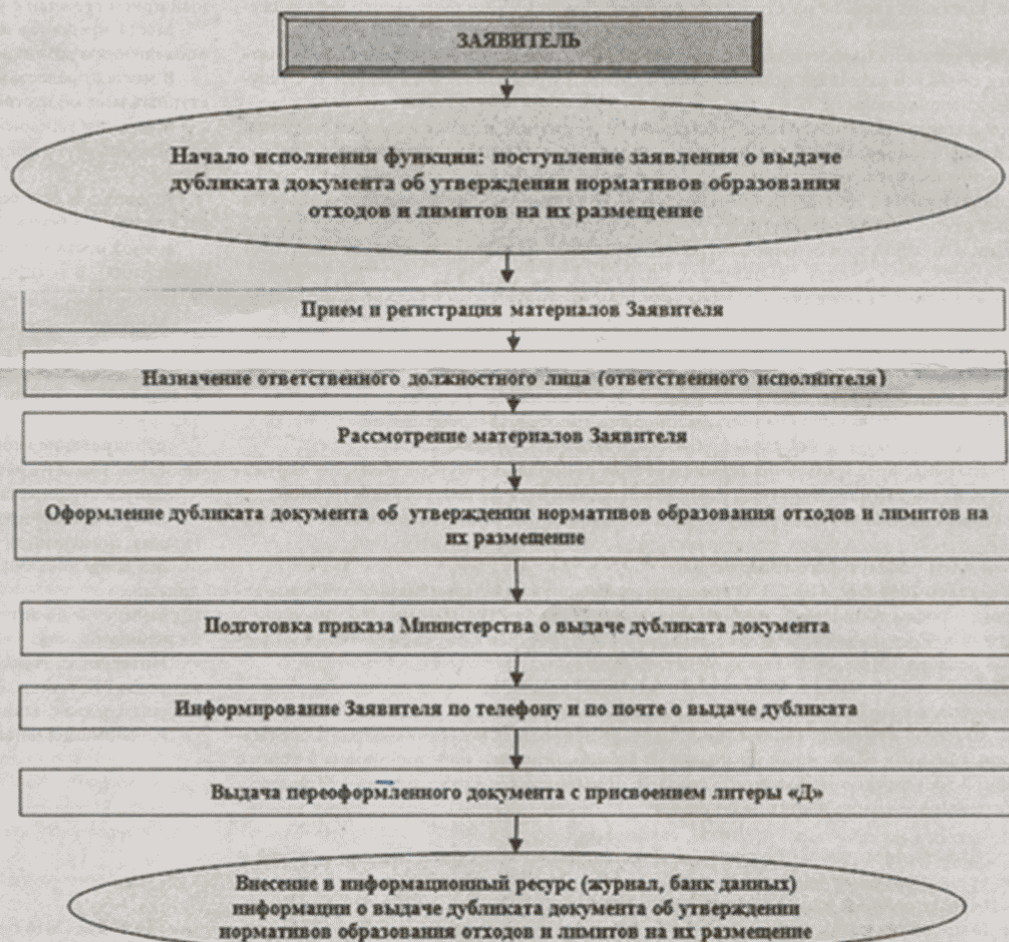 ЗАЯВИТЕЛЬ
Начало исполнения функции: поступление заявления о выдаче
дубликата документа об утверждении нормативов образования
отходов и лимитов на их размещение
Прием и регистрация материалов Заявителя
Назначение ответственного должностного лица (ответственного исполнителя)
Рассмотрение материалов Заявителя
Оформление дубликата документа об утверждении нормативов образования отходов и лимитов на
их размещение
Подготовка приказа Министерства о выдаче дубликата документа
Информирование Заявителя по телефону и по почте о выдаче дубликата
Выдача переоформленного документа с присвоением литеры «Д»
Внесение в информационный ресурс (журнал, банк данных)
информации о выдаче дубликата документа об утверждении
нормативов образования отходов и лимитов на их размещение